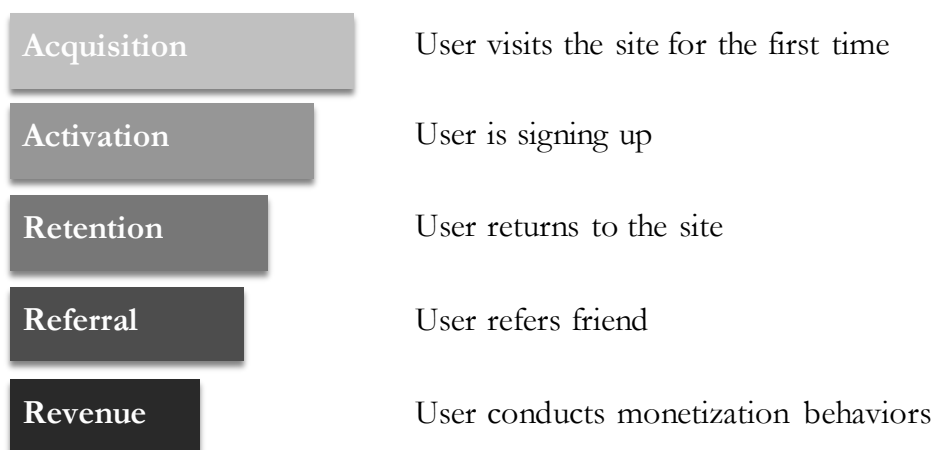 Acquisition User visits the site for the first time
Activation User is signing up
Retention User returns to the site
Referral User refers friend
Revenue User conducts monetization behaviors